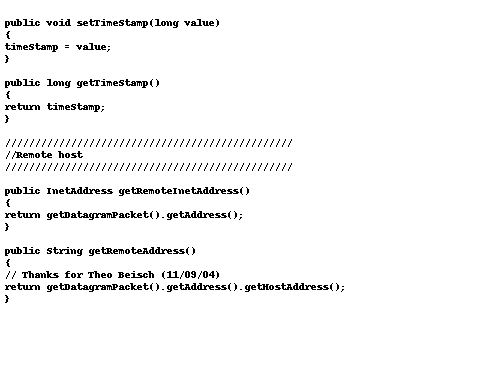 public void setTimeStamp(long value)
{
timeStamp = value;
}
public long getTimeStamp()
{
return timeStamp;
}
////////////////////////////////////////////////
//Remote host
////////////////////////////////////////////////
public InetAddress getRemoteInetAddress()
{
return getDatagramPacket().getAddress();
}
public String getRemoteAddress()
{
// Thanks for Theo Beisch (11/09/04)
return getDatagramPacket().getAddress().getHostAddress();
}